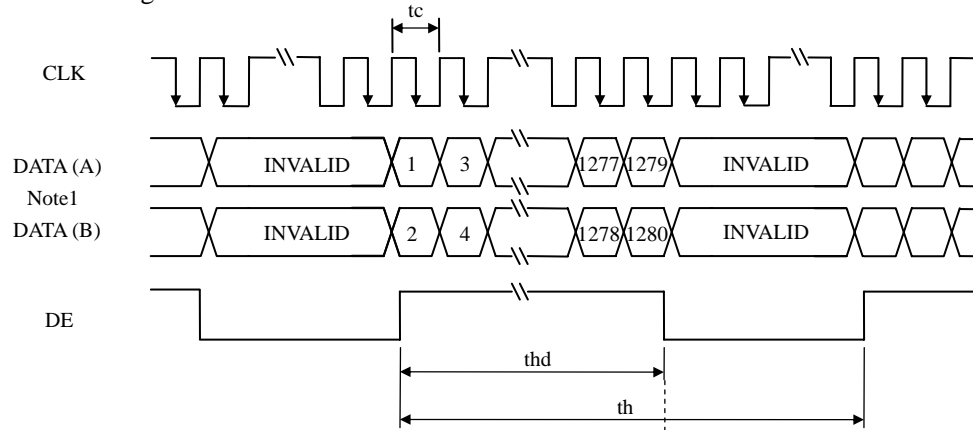 tc
CLK
DATA (A) INVALID 1 3 1277 1279 INVALID
Note1
DATA (B) INVALID 2 4 1278 1280 INVALID
DE
thd
th